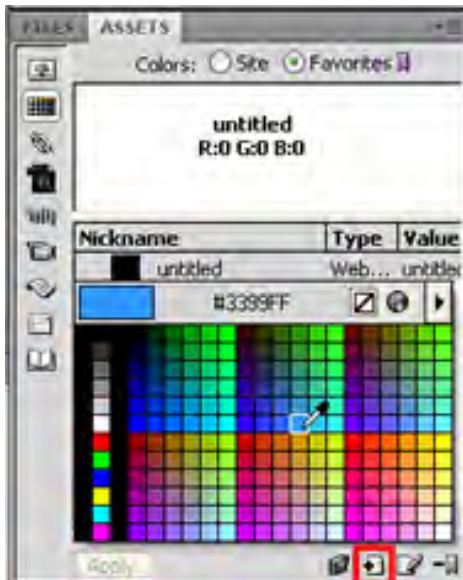 FILES ASSETS
Colors: Site Favorites
untitled
R:0 G:0 B:0
Nickname Type Value
untitled Web... untitled
#3399FF
Apply